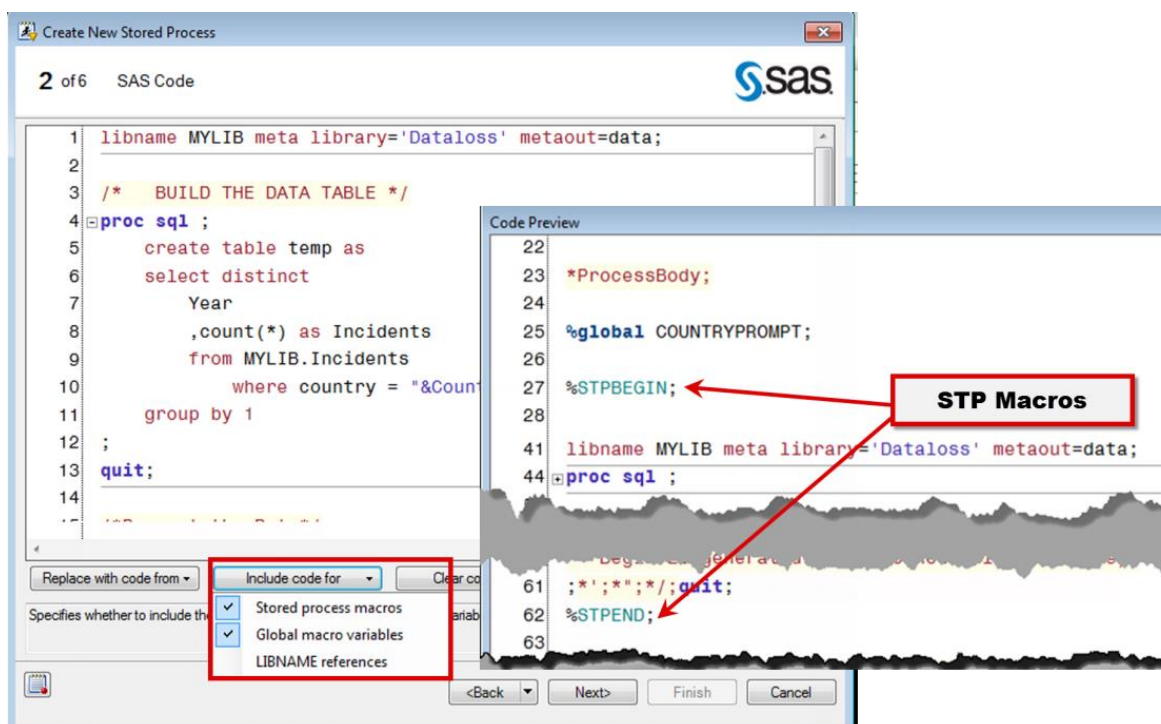 Create New Stored Process
2 of 6 SAS Code
sas
1 libname MYLIB meta library='Dataloss' metaout=data;
2
3 /* BUILD THE DATA TABLE */
4 proc sql ;
5 create table temp as
6 select distinct
7 Year
8 ,count(*) as Incidents
9 from MYLIB.Incidents
10 where country = "&Coun
11 group by 1
12 ;
13 quit;
14
Replace with code from
Include code for
Clear co
Specifies whether to include the
Stored process macros
Global macro variables
LIBNAME references
<Back
Next>
Finish
Cancel
Code Preview
22
23 *ProcessBody;
24
25 %global COUNTRYPROMPT;
26
27 %STPBEGIN;
28
41 libname MYLIB meta library='Dataloss' metaout=data;
44 proc sql ;
61 ;*';*";*/;quit;
62 %STPEND;
63
STP Macros